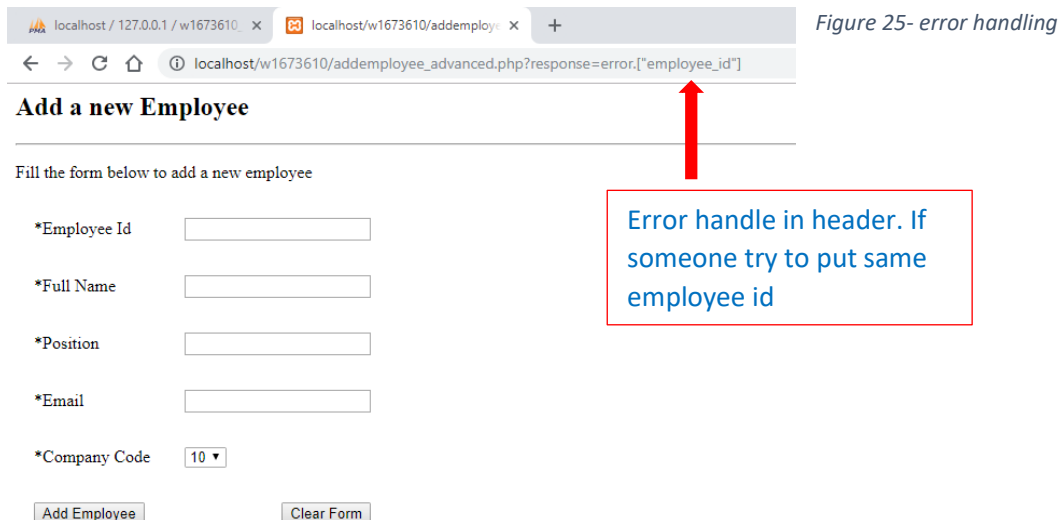 localhost / 127.0.0.1 / w1673610_
localhost/w1673610/addemploye
Figure 25- error handling
localhost/w1673610/addemployee_advanced.php?response=error.["employee_id"]
Add a new Employee
Fill the form below to add a new employee
*Employee Id
*Full Name
*Position
*Email
*Company Code 10
Add Employee Clear Form
Error handle in header. If
someone try to put same
employee id